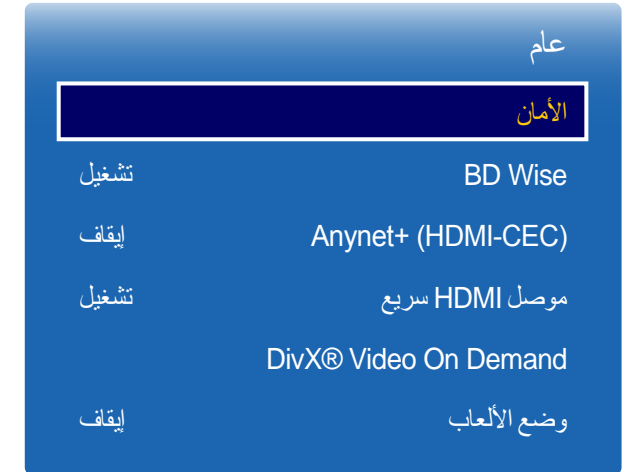 عام
الأمان
BD Wise تشغيل
Anynet+ (HDMI-CEC) إيقاف
موصل HDMI سريع تشغيل
DivX® Video On Demand
وضع الألعاب إيقاف